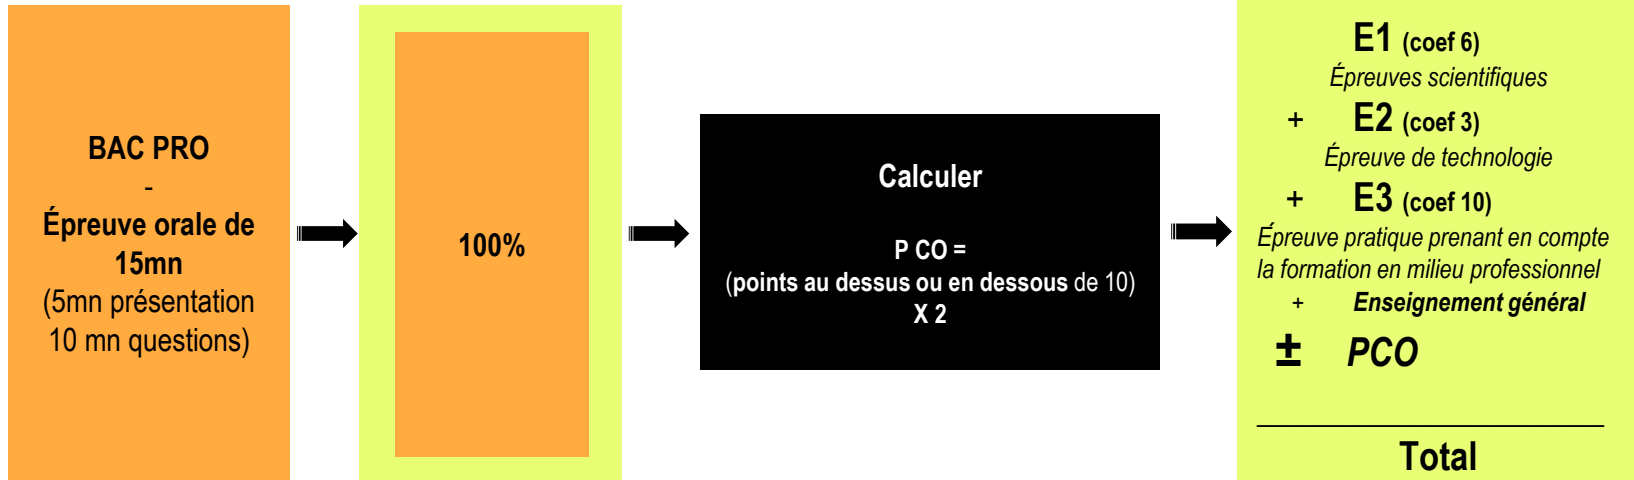 BAC PRO
-
Épreuve orale de
15mn
(5mn présentation
10 mn questions)
100%
Calculer
P CO =
(points au dessus ou en dessous de 10)
X 2
E1 (coef 6)
Épreuves scientifiques
+ E2 (coef 3)
Épreuve de technologie
+ E3 (coef 10)
Épreuve pratique prenant en compte
la formation en milieu professionnel
+ Enseignement général
± PCO
Total